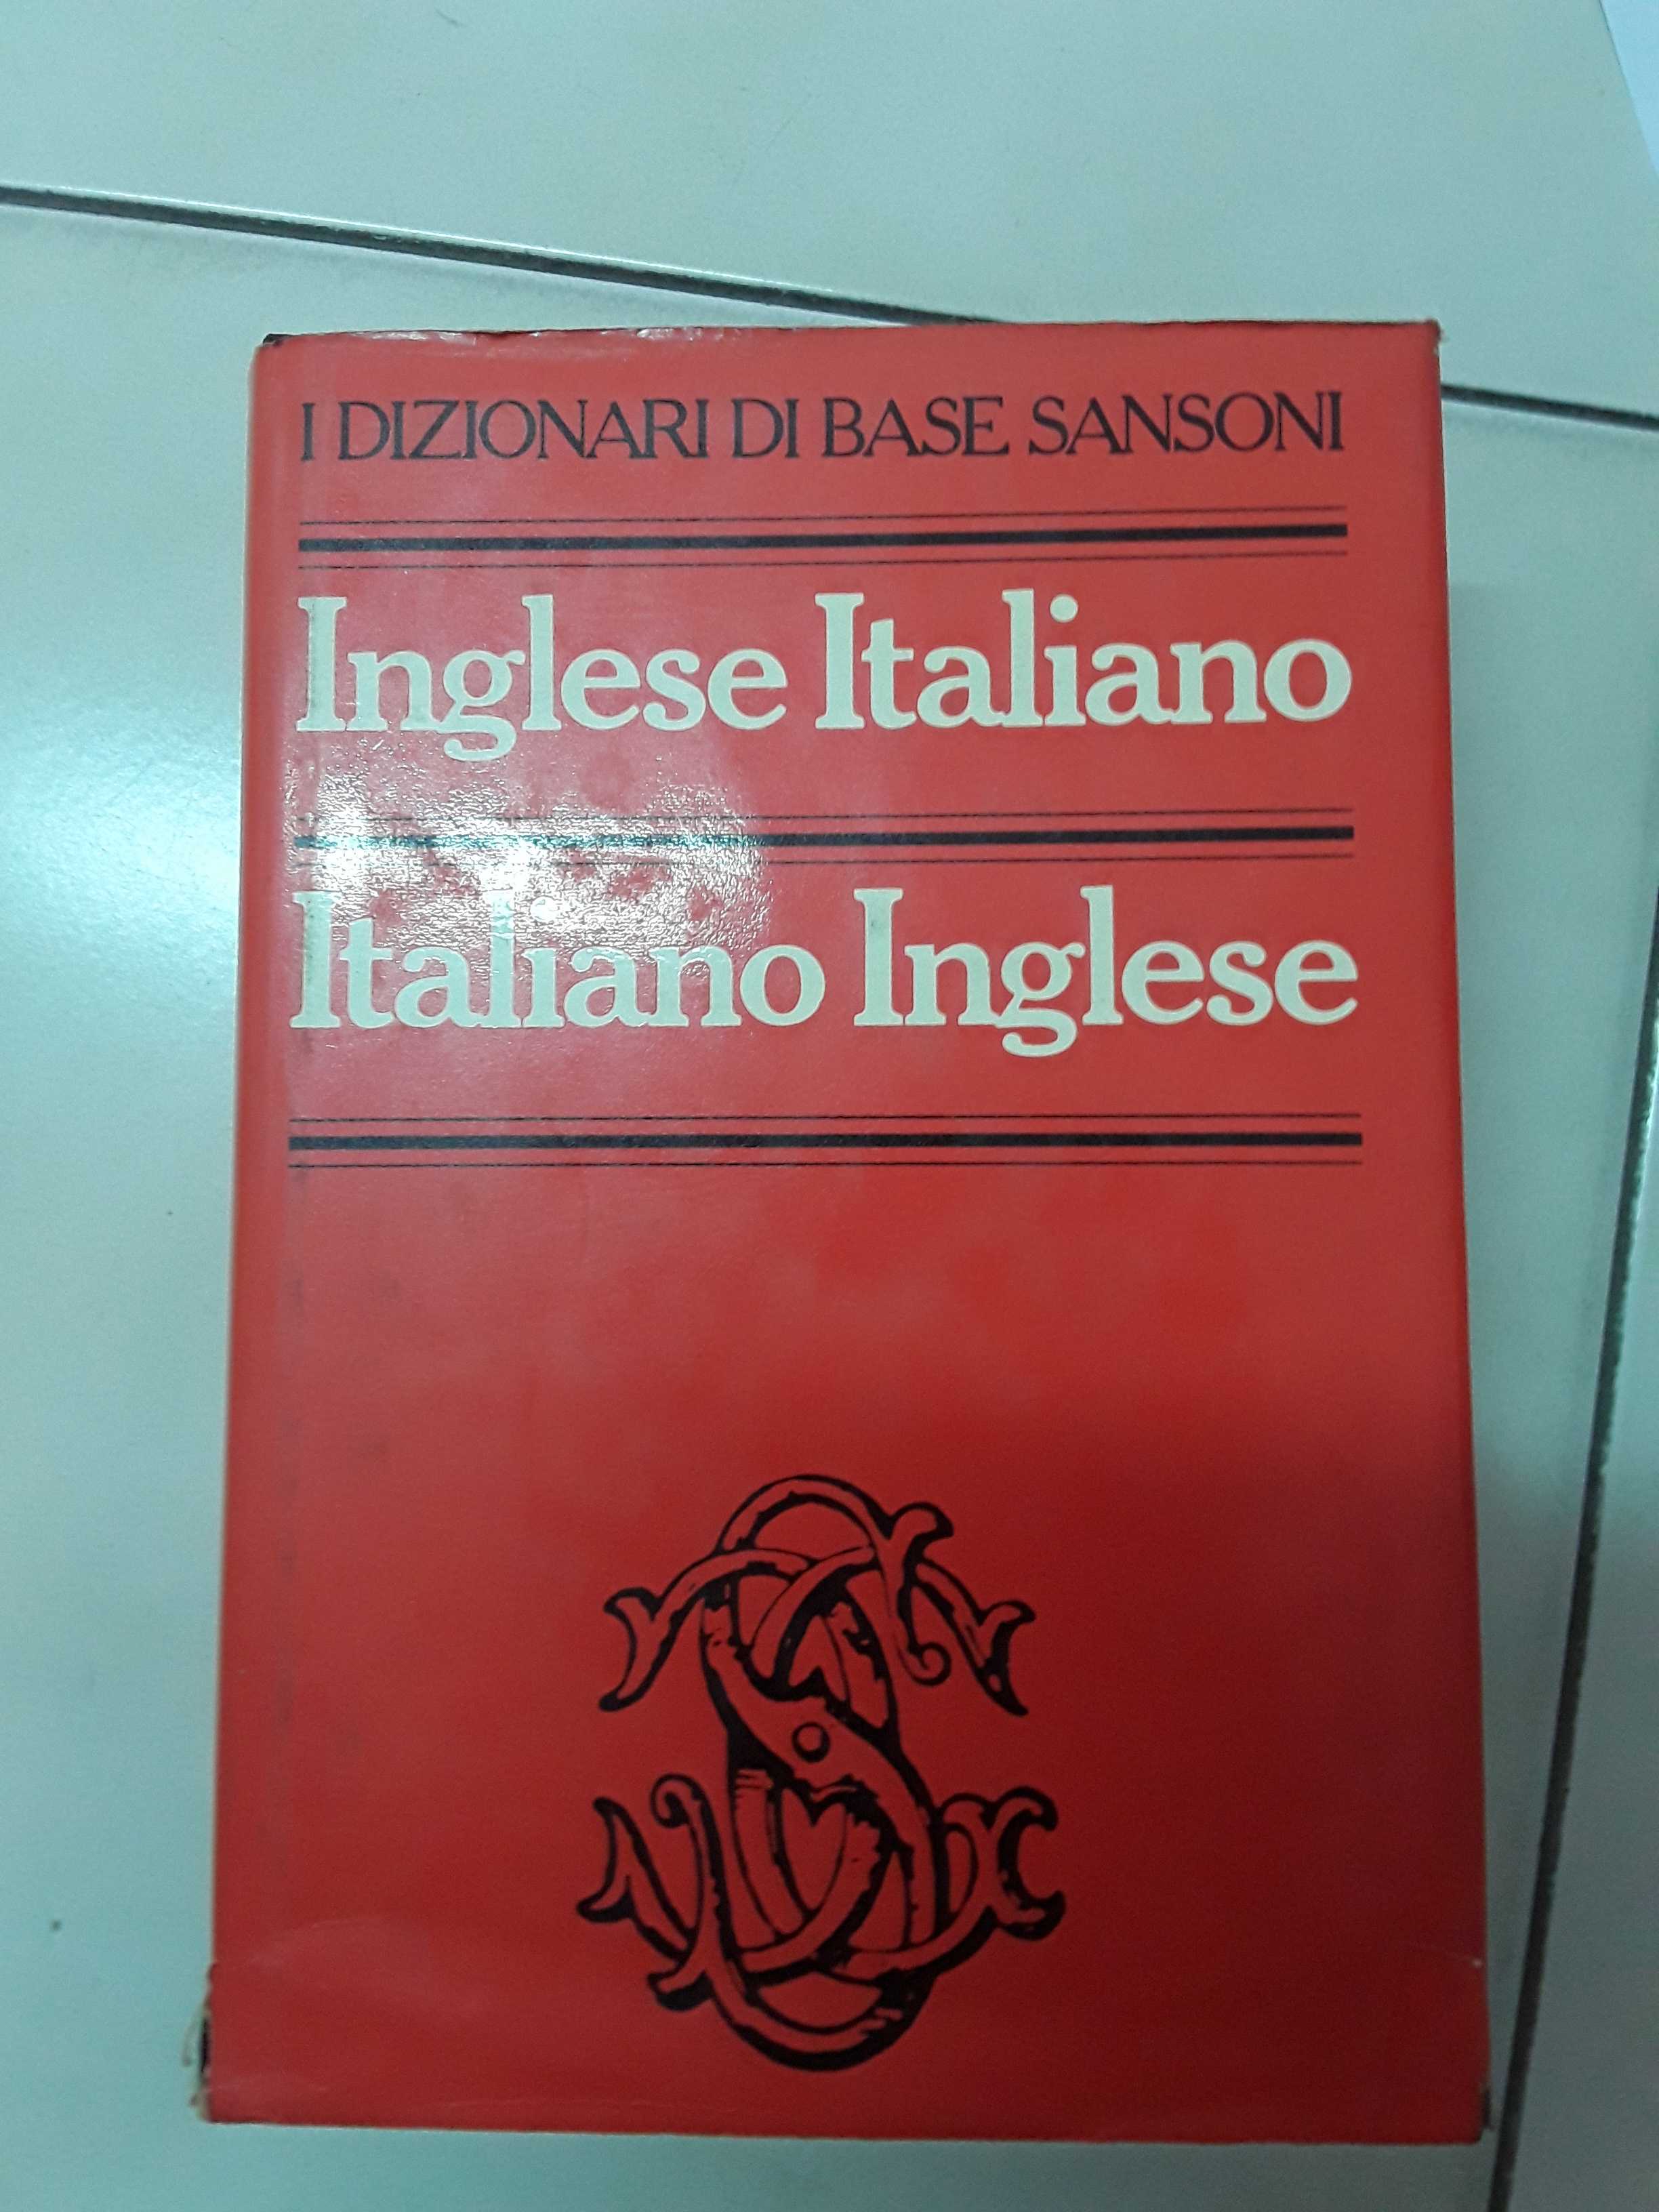 I DIZIONARI DI BASE SANSONI
Inglese Italiano
Italiano Inglese